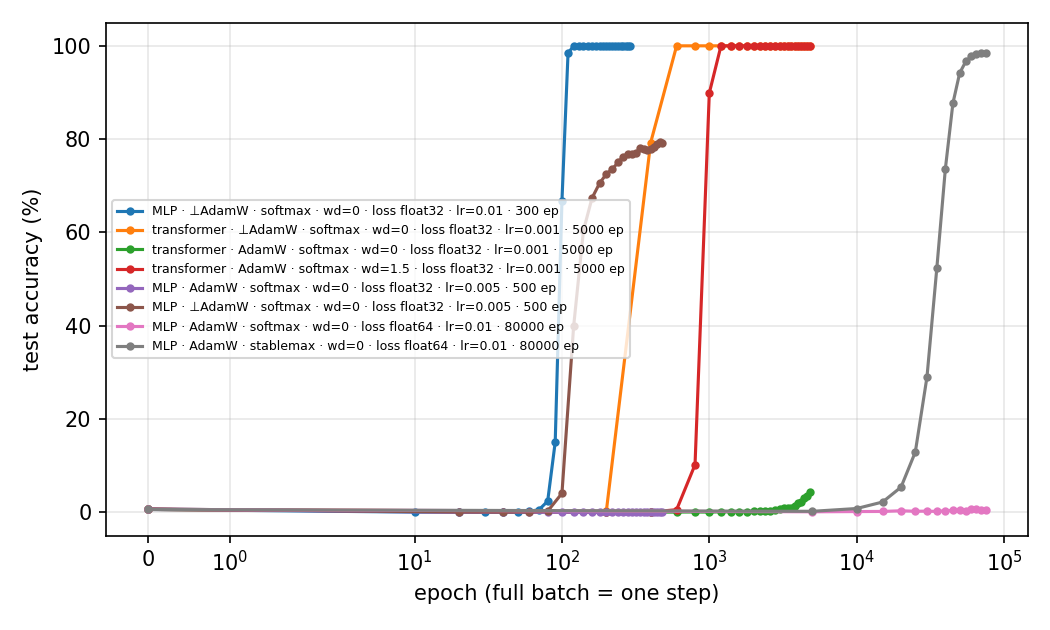 100
80
60
40
20
0
test accuracy (%)
MLP · ⊥AdamW · softmax · wd=0 · loss float32 · lr=0.01 · 300 ep
transformer · ⊥AdamW · softmax · wd=0 · loss float32 · lr=0.001 · 5000 ep
transformer · AdamW · softmax · wd=0 · loss float32 · lr=0.001 · 5000 ep
transformer · AdamW · softmax · wd=1.5 · loss float32 · lr=0.001 · 5000 ep
MLP · AdamW · softmax · wd=0 · loss float32 · lr=0.005 · 500 ep
MLP · ⊥AdamW · softmax · wd=0 · loss float32 · lr=0.005 · 500 ep
MLP · AdamW · softmax · wd=0 · loss float64 · lr=0.01 · 80000 ep
MLP · AdamW · stablemax · wd=0 · loss float64 · lr=0.01 · 80000 ep
0 10⁰ 10¹ 10² 10³ 10⁴ 10⁵
epoch (full batch = one step)